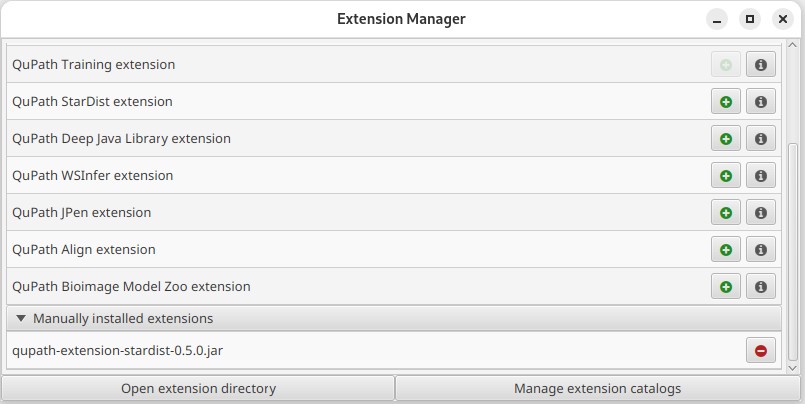 Extension Manager
QuPath Training extension
QuPath StarDist extension
QuPath Deep Java Library extension
QuPath WSInfer extension
QuPath JPen extension
QuPath Align extension
QuPath Bioimage Model Zoo extension
Manually installed extensions
qupath-extension-stardist-0.5.0.jar
Open extension directory
Manage extension catalogs